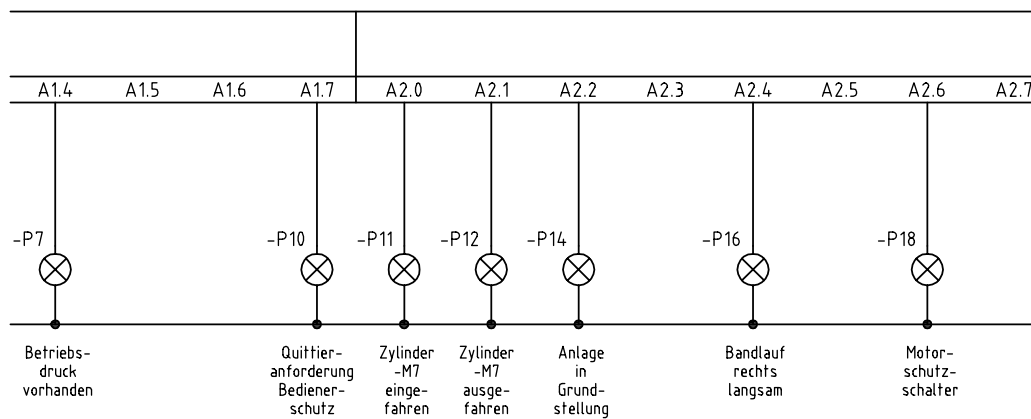 A1.4 A1.5 A1.6 A1.7 A2.0 A2.1 A2.2 A2.3 A2.4 A2.5 A2.6 A2.7
-P7 -P10 -P11 -P12 -P14 -P16 -P18
Betriebs-
druck
vorhanden
Quittier-
anforderung
Bediener-
schutz
Zylinder
-M7
einge-
fahren
Zylinder
-M7
ausge-
fahren
Anlage
in
Grund-
stellung
Bandlauf
rechts
langsam
Motor-
schutz-
schalter